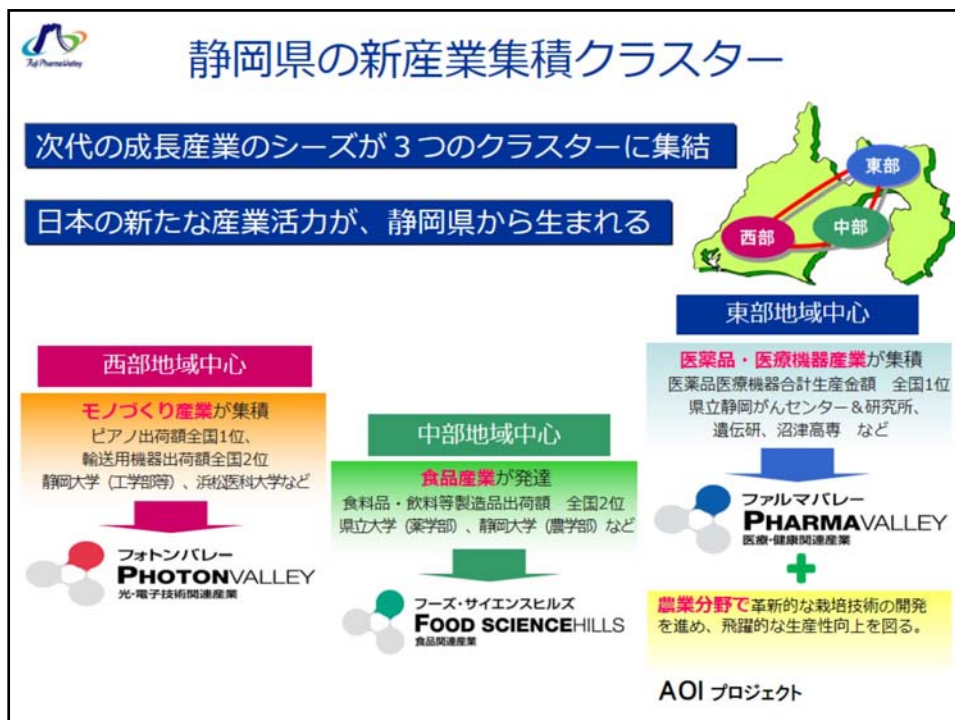 Fuji PharmaValley
静岡県の新産業集積クラスター
次代の成長産業のシーズが3つのクラスターに集結
日本の新たな産業活力が、静岡県から生まれる
東部
西部
中部
西部地域中心
モノづくり産業が集積
ピアノ出荷額全国1位、
輸送用機器出荷額全国2位
静岡大学（工学部等）、浜松医科大学など
フォトンバレー
PHOTONVALLEY
光・電子技術関連産業
中部地域中心
食品産業が発達
食料品・飲料等製造品出荷額　全国2位
県立大学（薬学部）、静岡大学（農学部）など
フーズ・サイエンスヒルズ
FOOD SCIENCEHILLS
食品関連産業
東部地域中心
医薬品・医療機器産業が集積
医薬品医療機器合計生産金額　全国1位
県立静岡がんセンター＆研究所、
遺伝研、沼津高専　など
ファルマバレー
PHARMAVALLEY
医療・健康関連産業
農業分野で革新的な栽培技術の開発
を進め、飛躍的な生産性向上を図る。
AOI プロジェクト